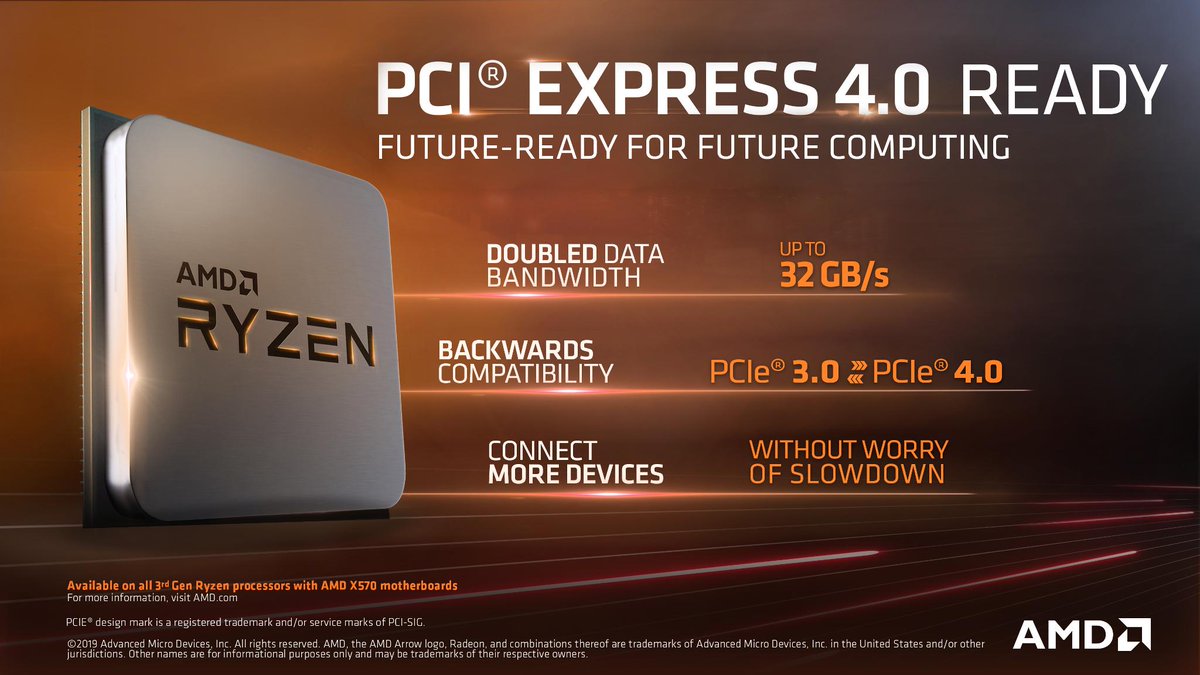 PCI® EXPRESS 4.0 READY
FUTURE-READY FOR FUTURE COMPUTING
AMD
RYZEN
DOUBLED DATA
BANDWIDTH
UP TO
32 GB/s
BACKWARDS
COMPATIBILITY
PCIe® 3.0
PCIe® 4.0
CONNECT
MORE DEVICES
WITHOUT WORRY
OF SLOWDOWN
Available on all 3rd Gen Ryzen processors with AMD X570 motherboards
For more information, visit AMD.com
PCIE® design mark is a registered trademark and/or service marks of PCI-SIG.
©2019 Advanced Micro Devices, Inc. All rights reserved. AMD, the AMD Arrow logo, Radeon, and combinations thereof are trademarks of Advanced Micro Devices, Inc. in the United States and/or other
jurisdictions. Other names are for informational purposes only and may be trademarks of their respective owners.
AMD